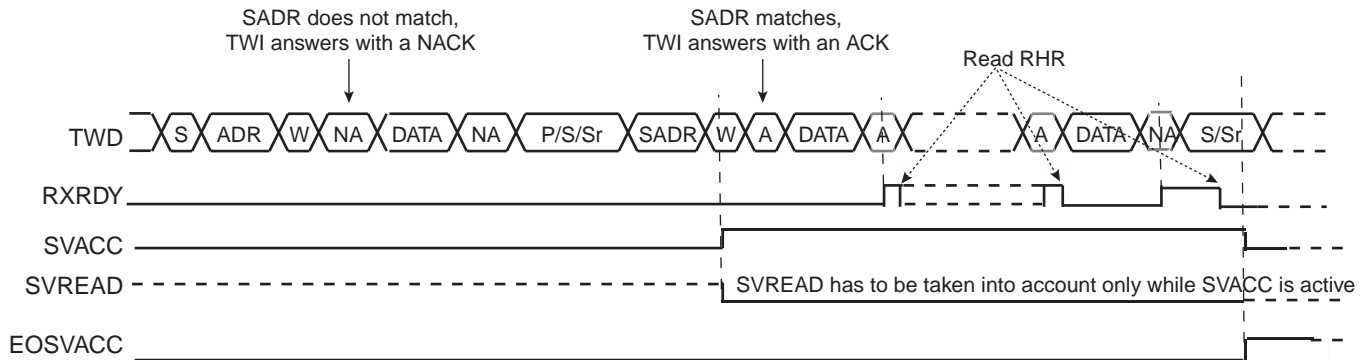 SADR does not match,
TWI answers with a NACK
SADR matches,
TWI answers with an ACK
Read RHR
TWD S ADR W NA DATA NA P/S/Sr SADR W A DATA A A DATA NA S/Sr
RXRDY
SVACC
SVREAD SVREAD has to be taken into account only while SVACC is active
EOSVACC